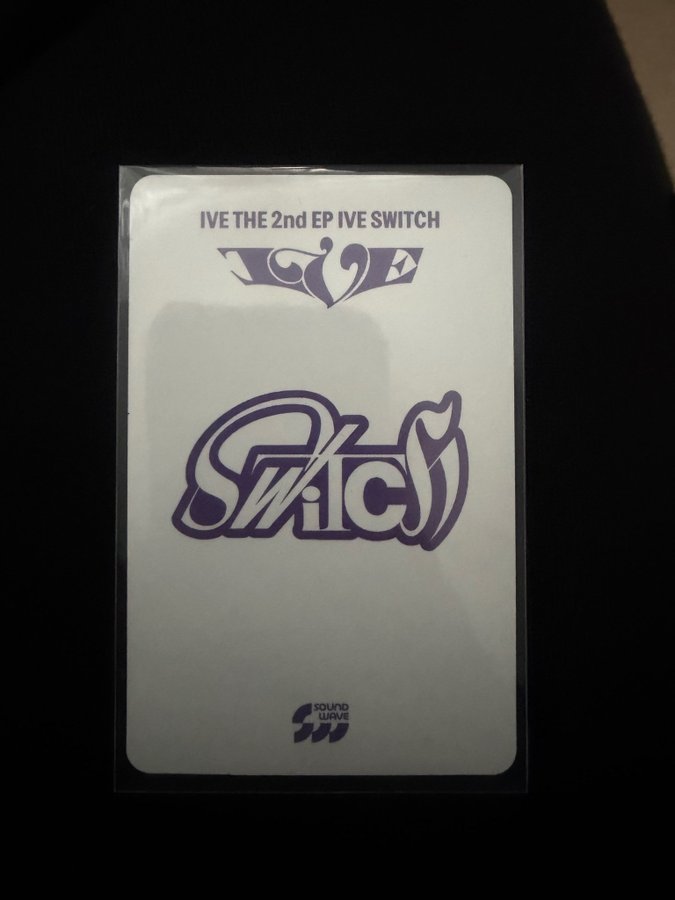 IVE THE 2nd EP IVE SWITCH
IVE
SWiTCH
SOUND
WAVE